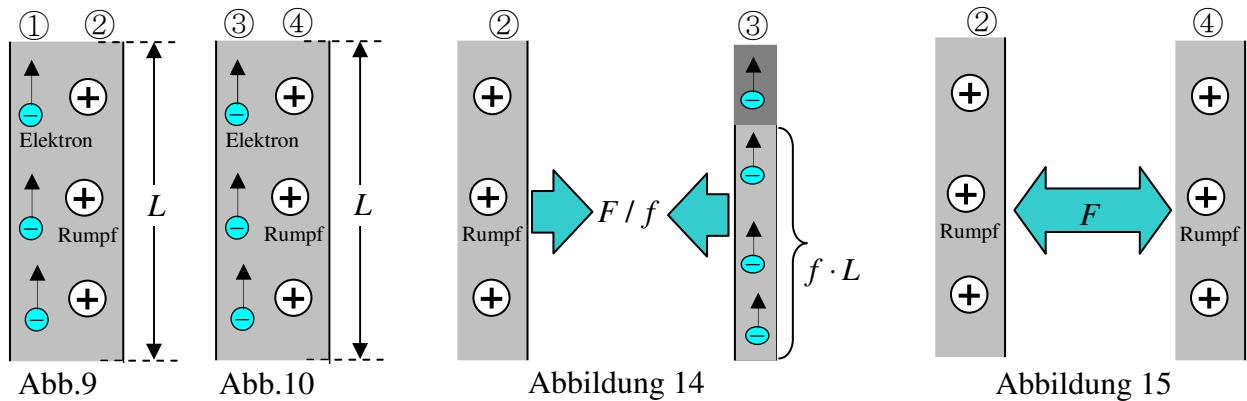 ① ② ③ ④ ② ③ ② ④
+ + + +
− −
Elektron Elektron
− −
+ L + L + F / f + F +
Rumpf Rumpf Rumpf Rumpf Rumpf
− −
+ + + + +
− −
f · L
Abb.9 Abb.10 Abbildung 14 Abbildung 15